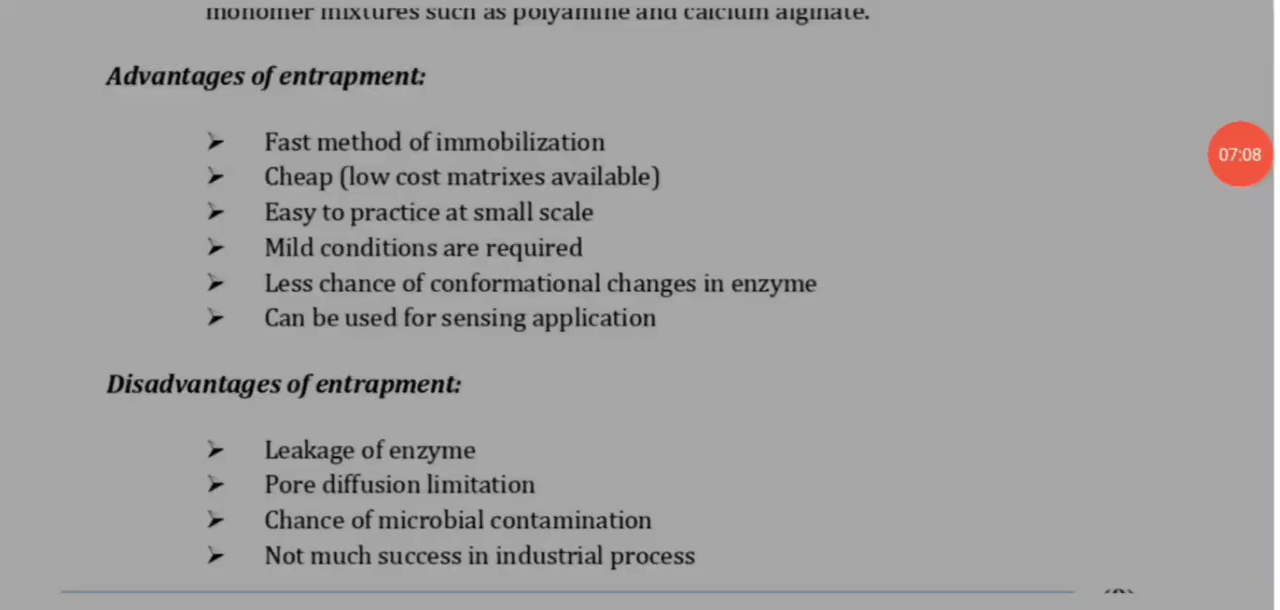 monomer mixtures such as polyamine and calcium alginate.
Advantages of entrapment:
➤ Fast method of immobilization
➤ Cheap (low cost matrixes available)
➤ Easy to practice at small scale
➤ Mild conditions are required
➤ Less chance of conformational changes in enzyme
➤ Can be used for sensing application
07:08
Disadvantages of entrapment:
➤ Leakage of enzyme
➤ Pore diffusion limitation
➤ Chance of microbial contamination
➤ Not much success in industrial process